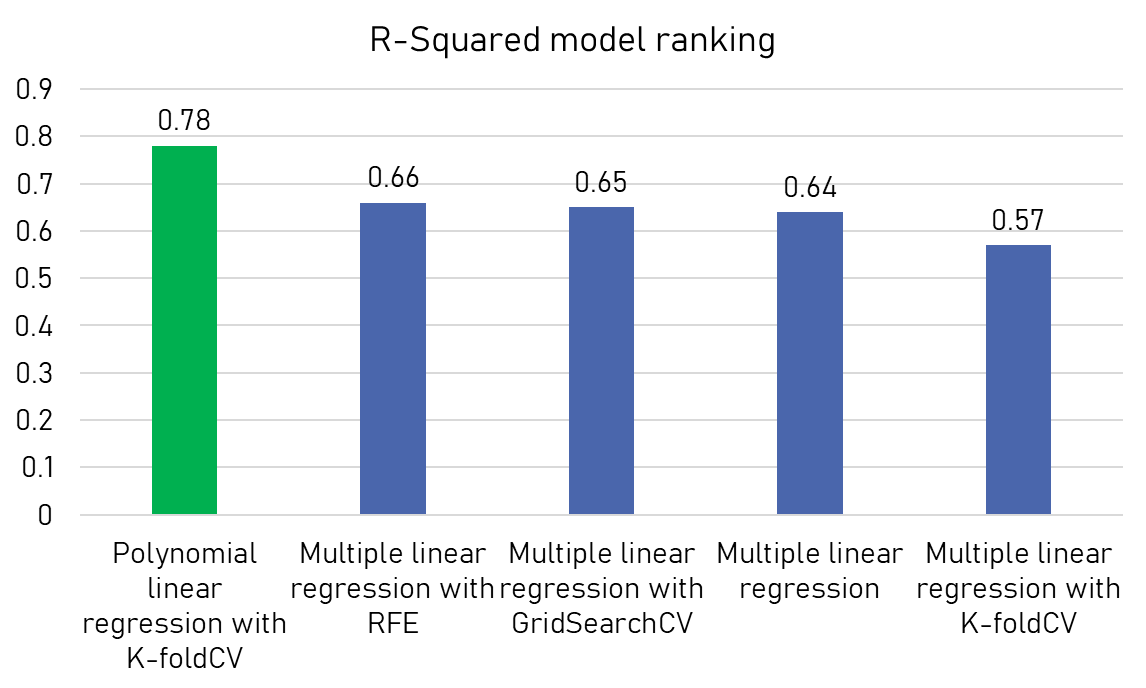 R-Squared model ranking
0.9
0.8
0.7
0.6
0.5
0.4
0.3
0.2
0.1
0
0.78
0.66
0.65
0.64
0.57
Polynomial
linear
regression with
K-foldCV
Multiple linear
regression with
RFE
Multiple linear
regression with
GridSearchCV
Multiple linear
regression
Multiple linear
regression with
K-foldCV